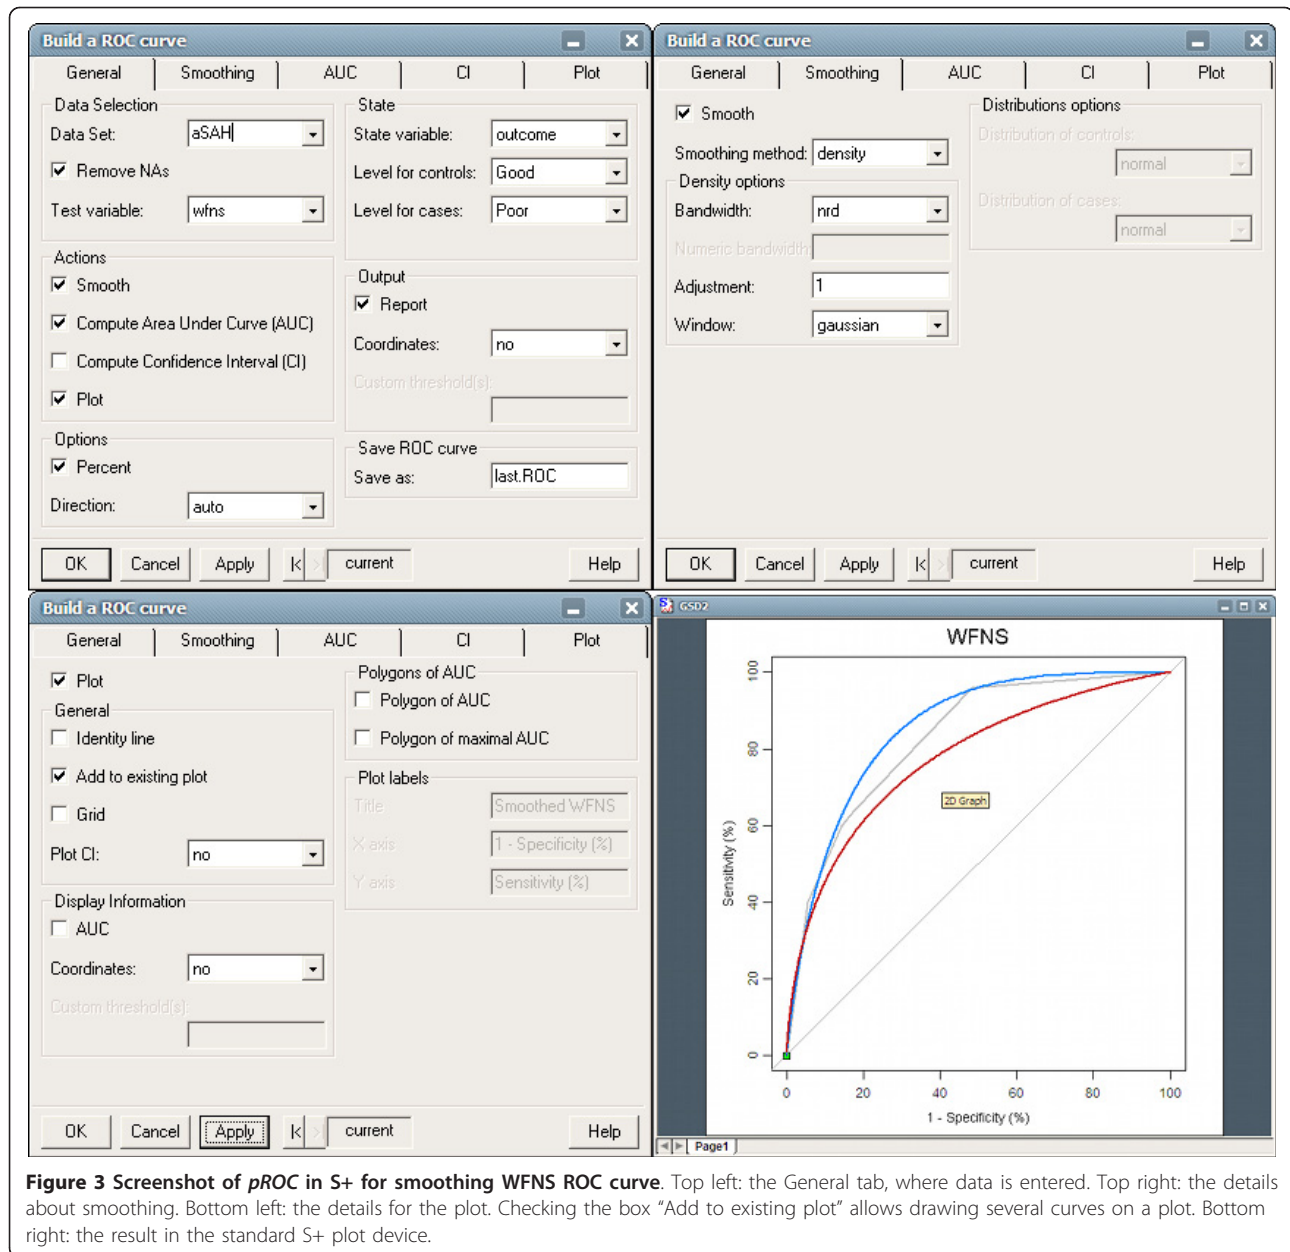 Build a ROC curve
General Smoothing AUC CI Plot
Data Selection
Data Set: aSAH
Remove NAs
Test variable: wfns
Actions
Smooth
Compute Area Under Curve (AUC)
Compute Confidence Interval (CI)
Plot
Options
Percent
Direction: auto
State
State variable: outcome
Level for controls: Good
Level for cases: Poor
Output
Report
Coordinates: no
Custom threshold(s):
Save ROC curve
Save as: last.ROC
OK Cancel Apply current Help
Build a ROC curve
General Smoothing AUC CI Plot
Smooth
Smoothing method: density
Density options
Bandwidth: nrd
Numeric bandwidth:
Adjustment: 1
Window: gaussian
Distributions options
Distribution of controls:
normal
Distribution of cases:
normal
OK Cancel Apply current Help
Build a ROC curve
General Smoothing AUC CI Plot
Plot
General
Identity line
Add to existing plot
Grid
Plot CI: no
Display Information
AUC
Coordinates: no
Custom threshold(s):
Polygons of AUC
Polygon of AUC
Polygon of maximal AUC
Plot labels
Title Smoothed WFNS
X axis 1 - Specificity (%)
Y axis Sensitivity (%)
OK Cancel Apply current Help
GSD2
WFNS
Sensitivity (%)
100
80
60
40
20
0
2D Graph
0 20 40 60 80 100
1 - Specificity (%)
Page1
Figure 3 Screenshot of pROC in S+ for smoothing WFNS ROC curve. Top left: the General tab, where data is entered. Top right: the details
about smoothing. Bottom left: the details for the plot. Checking the box “Add to existing plot” allows drawing several curves on a plot. Bottom
right: the result in the standard S+ plot device.